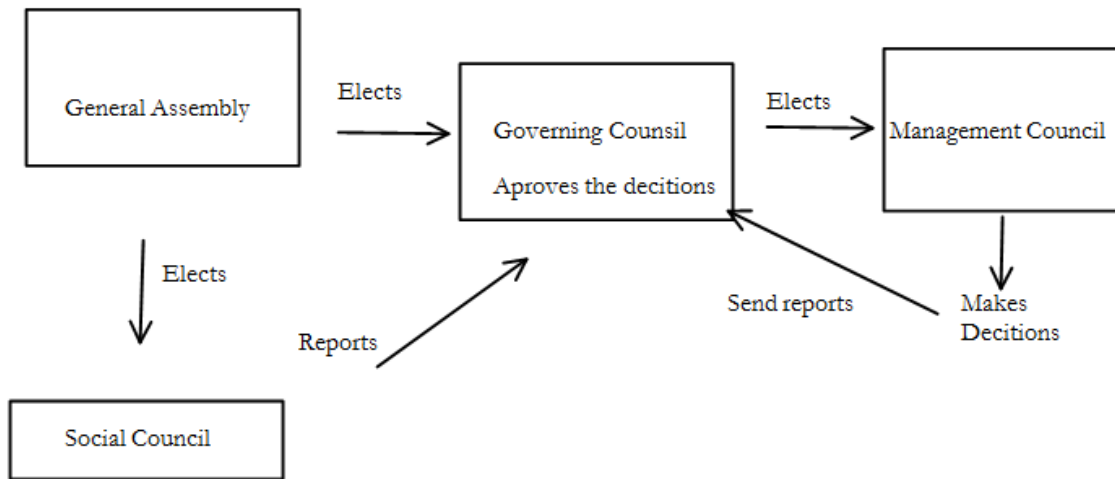 General Assembly
Elects
Governing Counsil
Aproves the decitions
Elects
Management Council
Elects
Reports
Send reports
Makes
Decitions
Social Council